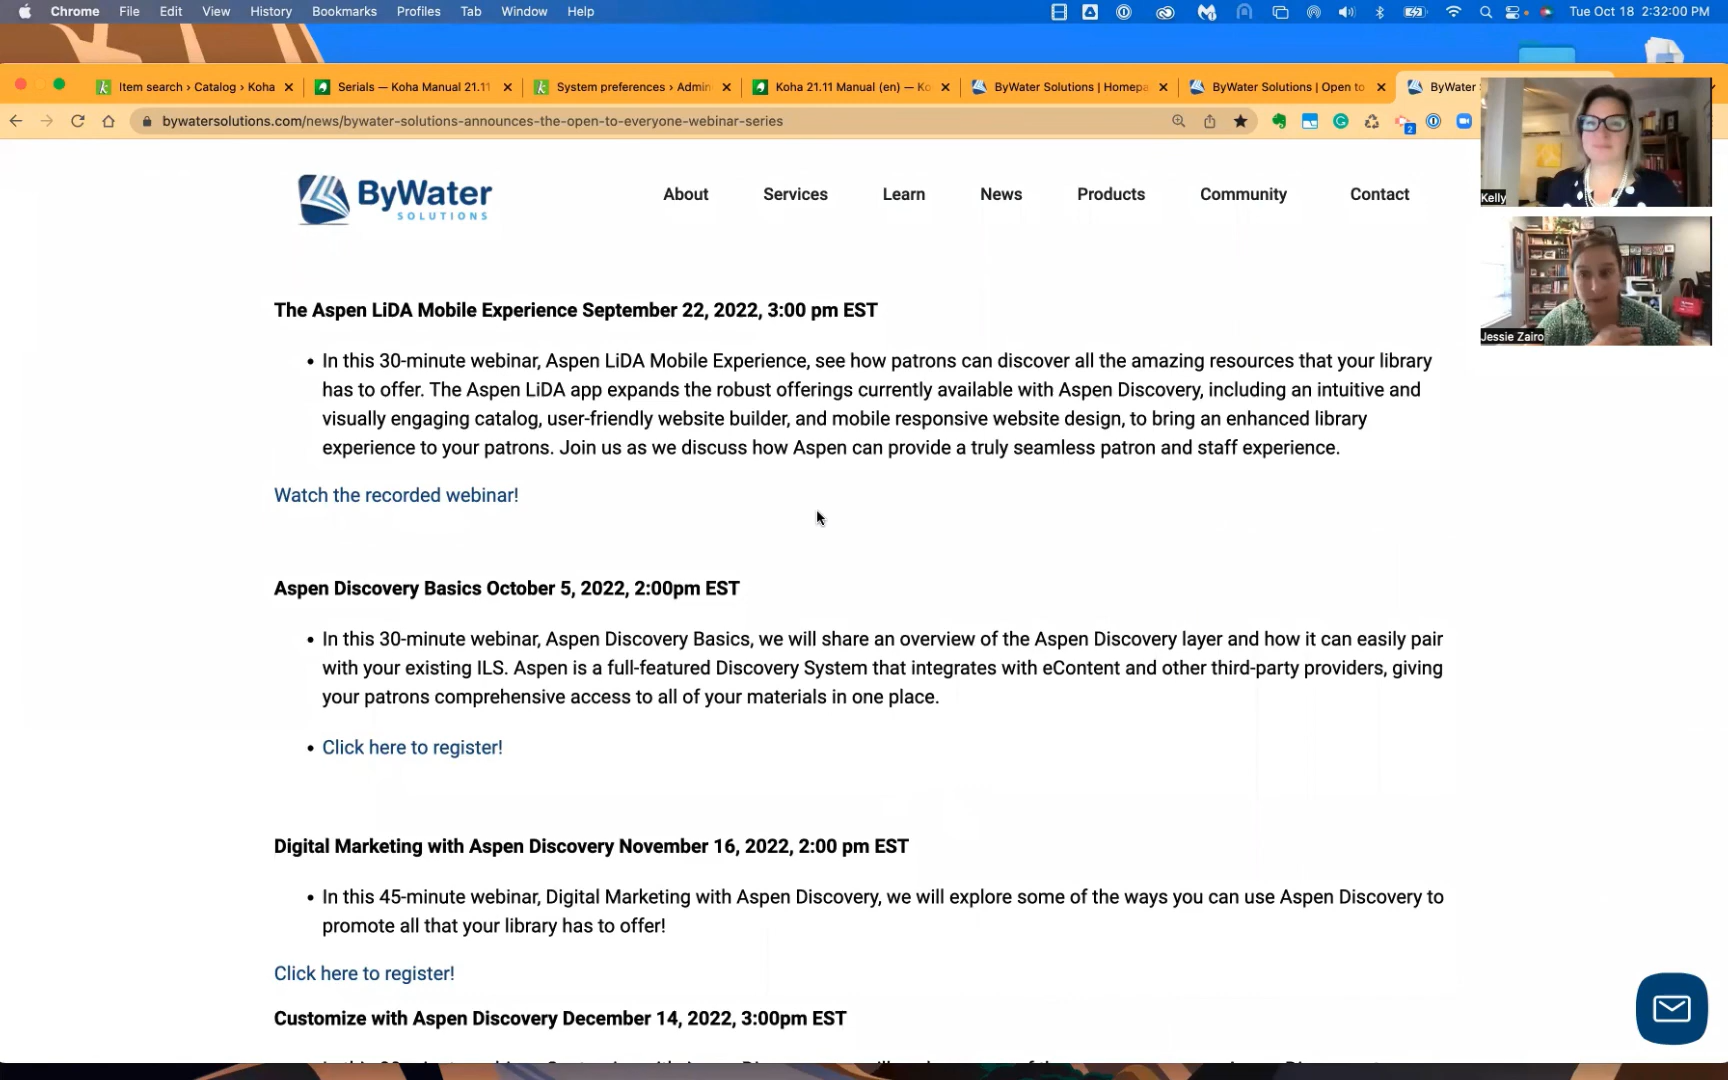 Chrome File Edit View History Bookmarks Profiles Tab Window Help Tue Oct 18 2:32:00 PM
Item search › Catalog › Koha Serials — Koha Manual 21.11 System preferences › Admin Koha 21.11 Manual (en) — Ko ByWater Solutions | Homepa ByWater Solutions | Open to ByWater S
bywatersolutions.com/news/bywater-solutions-announces-the-open-to-everyone-webinar-series 2
ByWater
SOLUTIONS
About Services Learn News Products Community Contact
Kelly
Jessie Zairo
The Aspen LiDA Mobile Experience September 22, 2022, 3:00 pm EST
• In this 30-minute webinar, Aspen LiDA Mobile Experience, see how patrons can discover all the amazing resources that your library
has to offer. The Aspen LiDA app expands the robust offerings currently available with Aspen Discovery, including an intuitive and
visually engaging catalog, user-friendly website builder, and mobile responsive website design, to bring an enhanced library
experience to your patrons. Join us as we discuss how Aspen can provide a truly seamless patron and staff experience.
Watch the recorded webinar!
Aspen Discovery Basics October 5, 2022, 2:00pm EST
• In this 30-minute webinar, Aspen Discovery Basics, we will share an overview of the Aspen Discovery layer and how it can easily pair
with your existing ILS. Aspen is a full-featured Discovery System that integrates with eContent and other third-party providers, giving
your patrons comprehensive access to all of your materials in one place.
• Click here to register!
Digital Marketing with Aspen Discovery November 16, 2022, 2:00 pm EST
• In this 45-minute webinar, Digital Marketing with Aspen Discovery, we will explore some of the ways you can use Aspen Discovery to
promote all that your library has to offer!
Click here to register!
Customize with Aspen Discovery December 14, 2022, 3:00pm EST